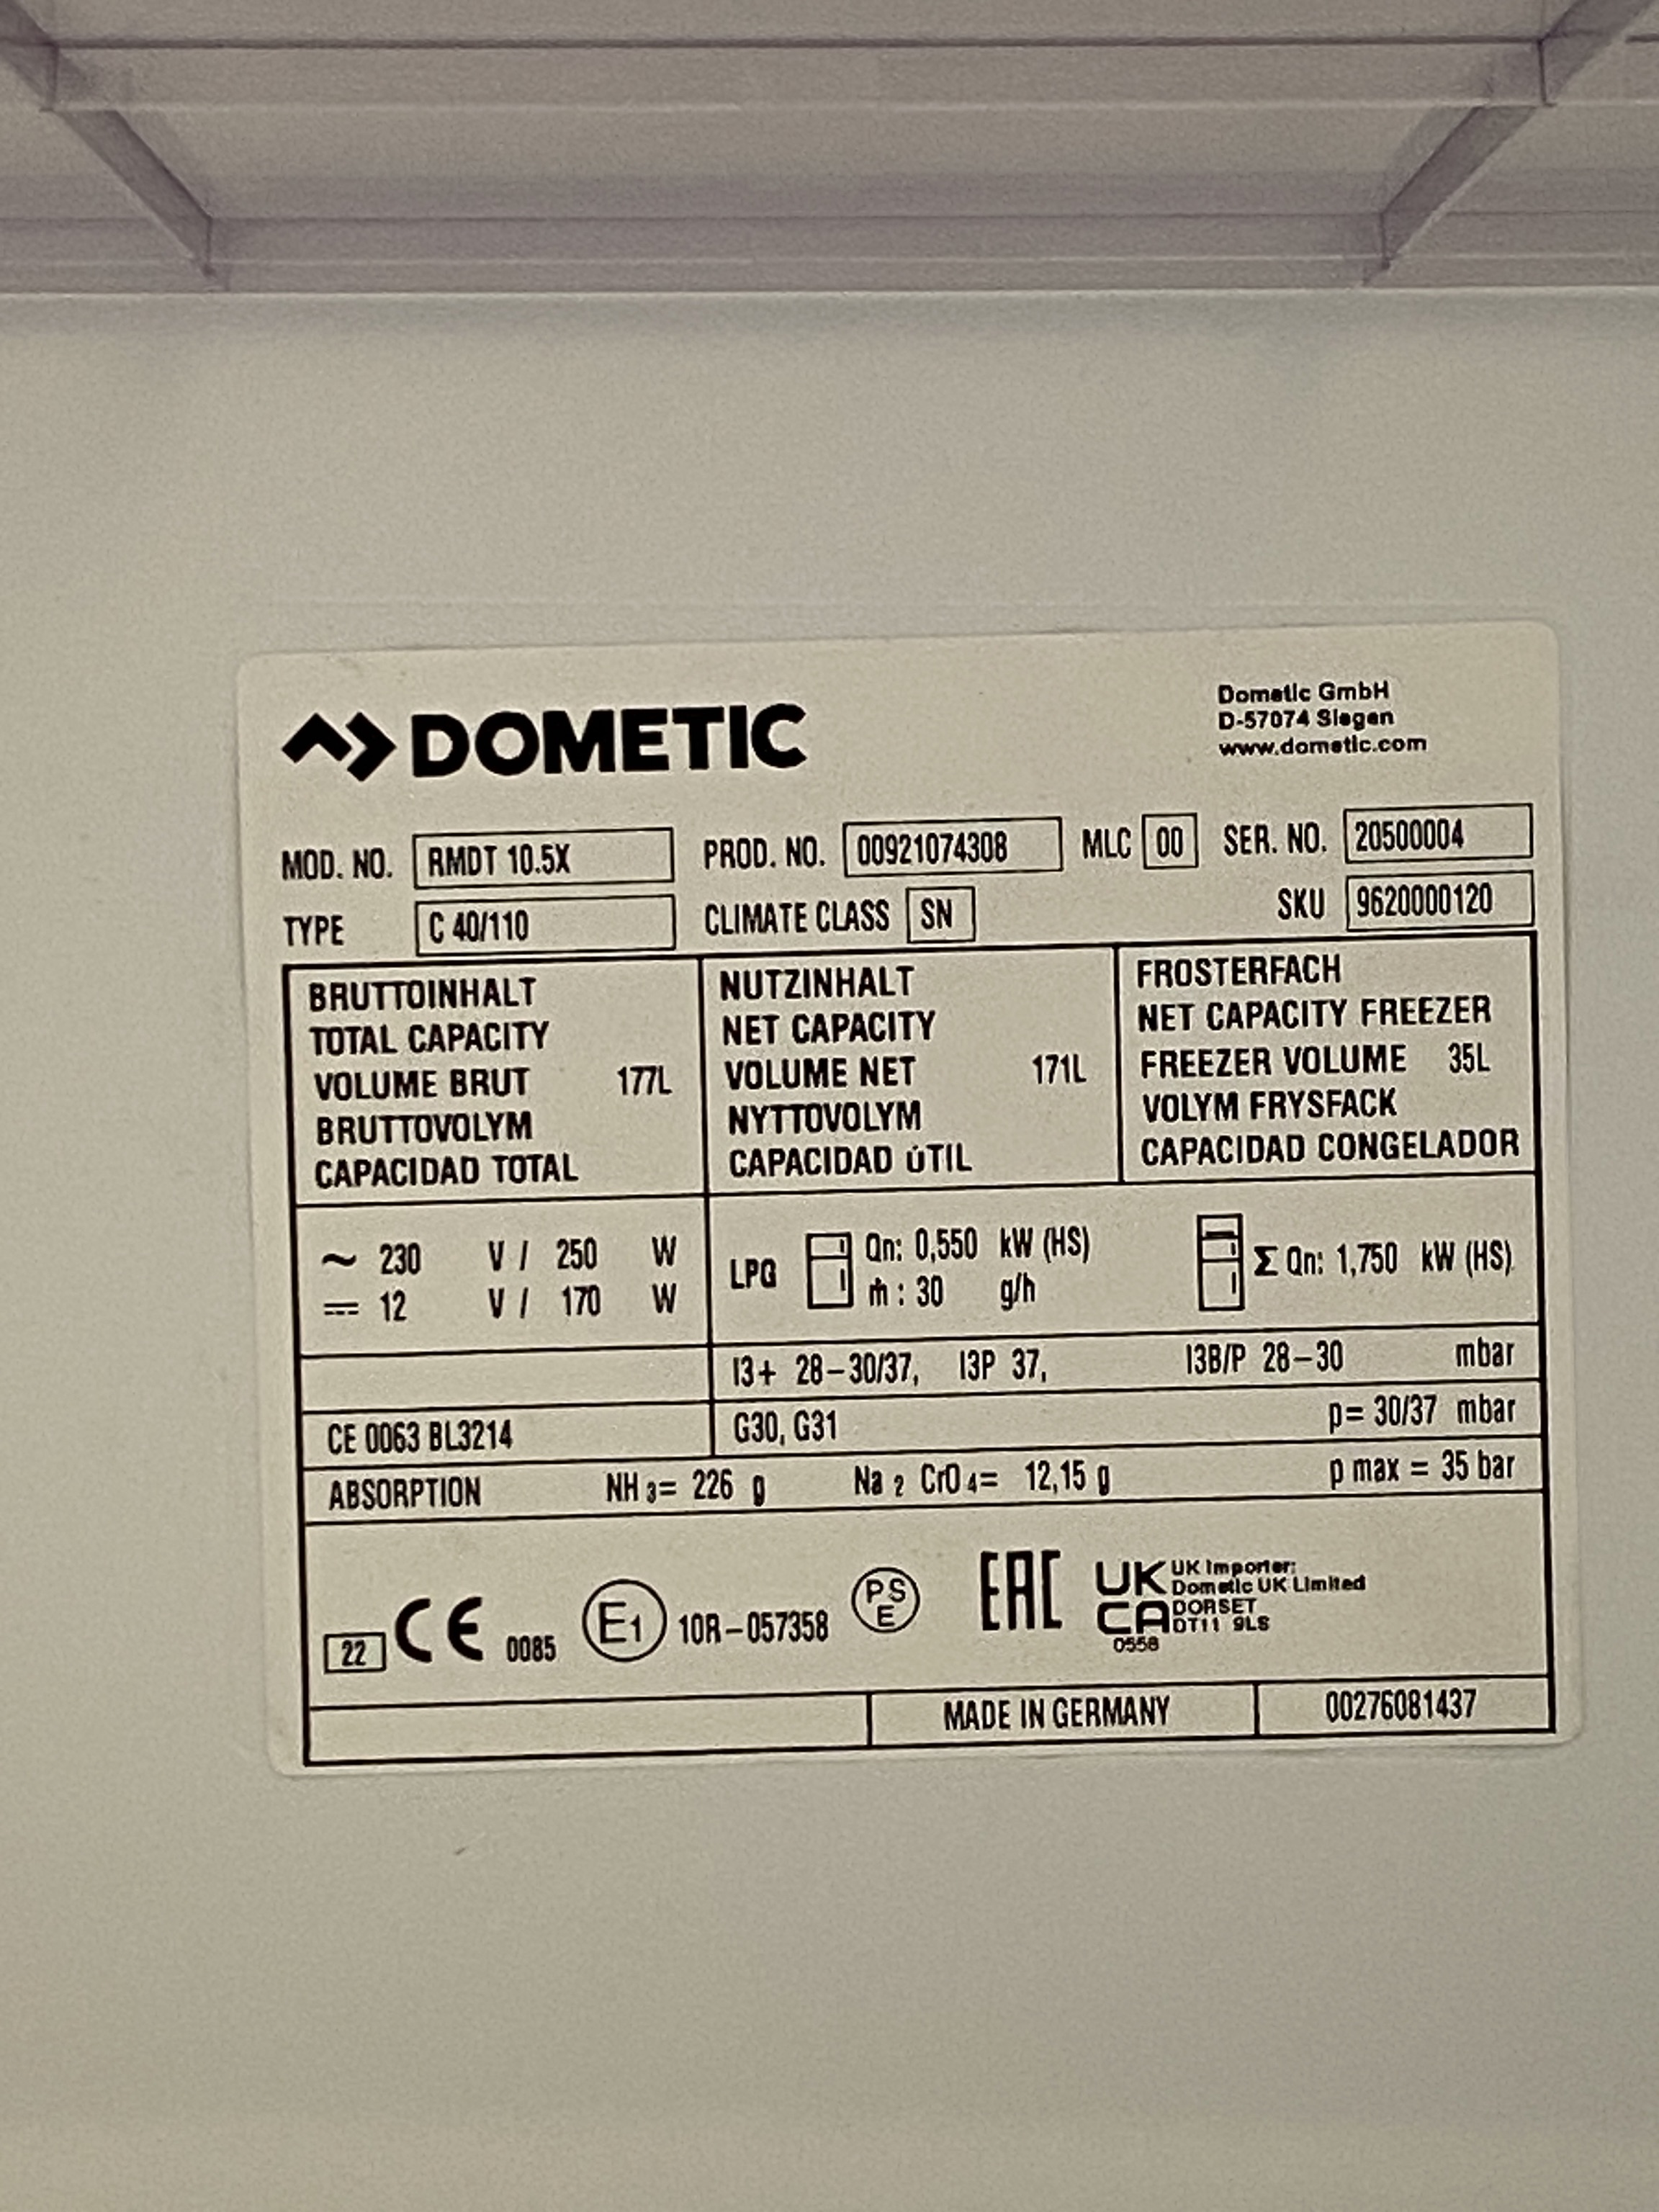 DOMETIC
Dometic GmbH
D-57074 Siegen
www.dometic.com
MOD. NO. RMDT 10.5X PROD. NO. 00921074308 MLC 00 SER. NO. 20500004
TYPE C 40/110 CLIMATE CLASS SN SKU 9620000120
BRUTTOINHALT
TOTAL CAPACITY
VOLUME BRUT 177L
BRUTTOVOLYM
CAPACIDAD TOTAL
NUTZINHALT
NET CAPACITY
VOLUME NET 171L
NYTTOVOLYM
CAPACIDAD ÚTIL
FROSTERFACH
NET CAPACITY FREEZER
FREEZER VOLUME 35L
VOLYM FRYSFACK
CAPACIDAD CONGELADOR
~ 230 V / 250 W
⎓ 12 V / 170 W
LPG Qn: 0,550 kW (HS)
ṁ : 30 g/h
Σ Qn: 1,750 kW (HS)
I3+ 28-30/37, I3P 37, I3B/P 28-30 mbar
CE 0063 BL3214 G30, G31 p= 30/37 mbar
ABSORPTION NH3= 226 g Na2 CrO4= 12,15 g p max = 35 bar
22 CE 0085 E1 10R-057358 PSE EAC UKCA 0558
UK Importer:
Dometic UK Limited
DORSET
DT11 9LS
MADE IN GERMANY 00276081437